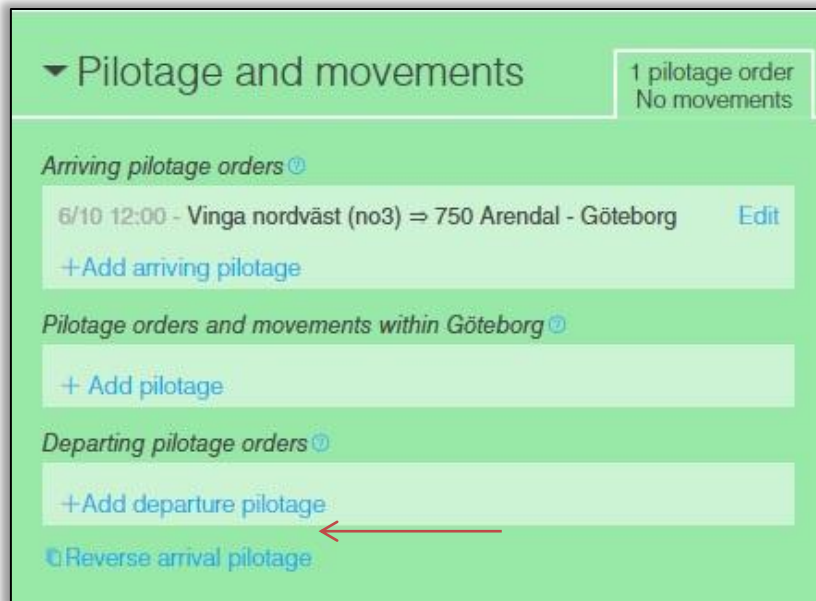 Pilotage and movements
1 pilotage order
No movements
Arriving pilotage orders
6/10 12:00 - Vinga nordväst (no3) ⇒ 750 Arendal - Göteborg Edit
+Add arriving pilotage
Pilotage orders and movements within Göteborg
+ Add pilotage
Departing pilotage orders
+Add departure pilotage
Reverse arrival pilotage